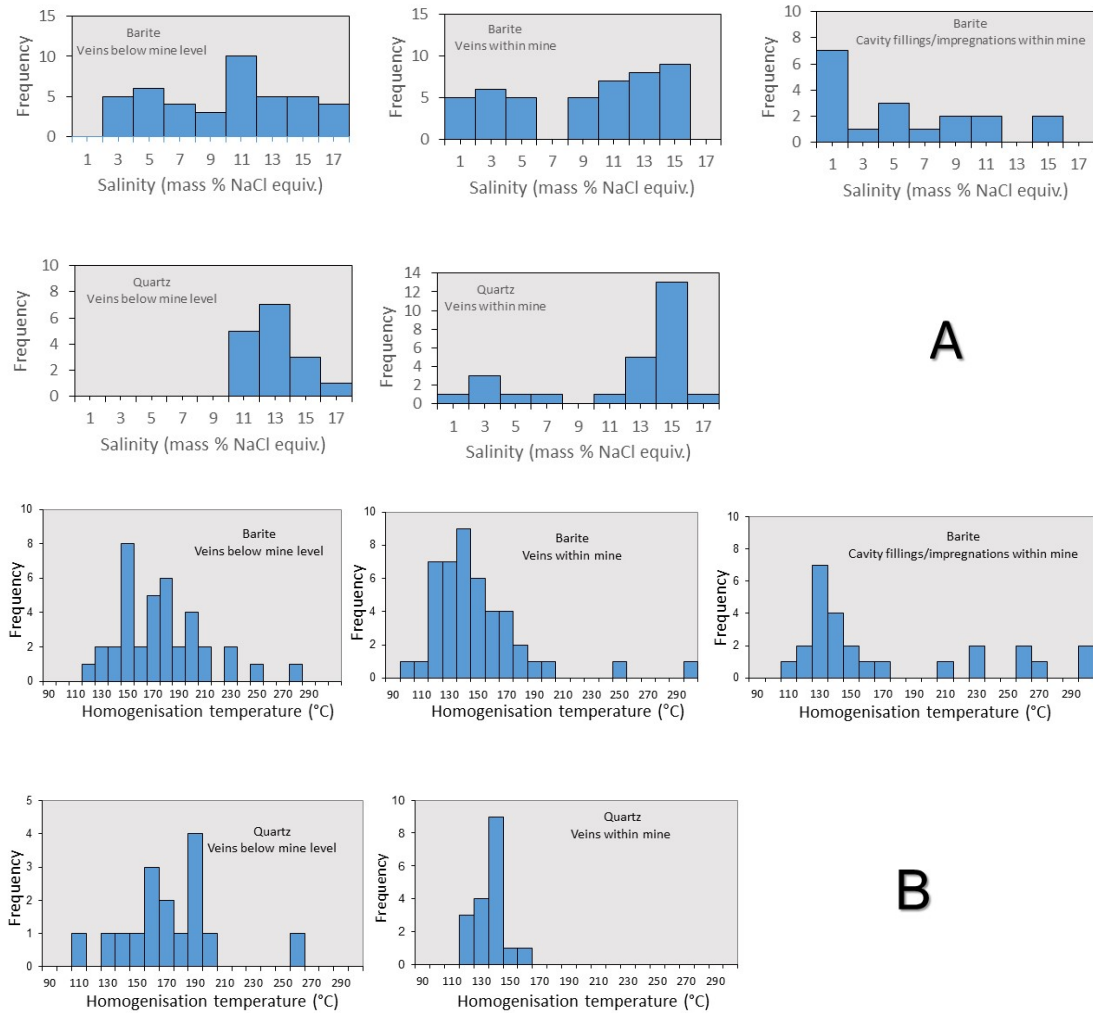 Barite
Veins below mine level
Frequency
15
10
5
0
1 3 5 7 9 11 13 15 17
Salinity (mass % NaCl equiv.)
Barite
Veins within mine
Frequency
15
10
5
0
1 3 5 7 9 11 13 15 17
Salinity (mass % NaCl equiv.)
Barite
Cavity fillings/impregnations within mine
Frequency
10
8
6
4
2
0
1 3 5 7 9 11 13 15 17
Salinity (mass % NaCl equiv.)
Quartz
Veins below mine level
Frequency
10
8
6
4
2
0
1 3 5 7 9 11 13 15 17
Salinity (mass % NaCl equiv.)
Quartz
Veins within mine
Frequency
14
12
10
8
6
4
2
0
1 3 5 7 9 11 13 15 17
Salinity (mass % NaCl equiv.)
A
Barite
Veins below mine level
Frequency
10
8
6
4
2
0
90 110 130 150 170 190 210 230 250 270 290
Homogenisation temperature (°C)
Barite
Veins within mine
Frequency
10
8
6
4
2
0
90 110 130 150 170 190 210 230 250 270 290
Homogenisation temperature (°C)
Barite
Cavity fillings/impregnations within mine
Frequency
10
8
6
4
2
0
90 110 130 150 170 190 210 230 250 270 290
Homogenisation temperature (°C)
Quartz
Veins below mine level
Frequency
5
4
3
2
1
0
90 110 130 150 170 190 210 230 250 270 290
Homogenisation temperature (°C)
Quartz
Veins within mine
Frequency
10
8
6
4
2
0
90 110 130 150 170 190 210 230 250 270 290
Homogenisation temperature (°C)
B